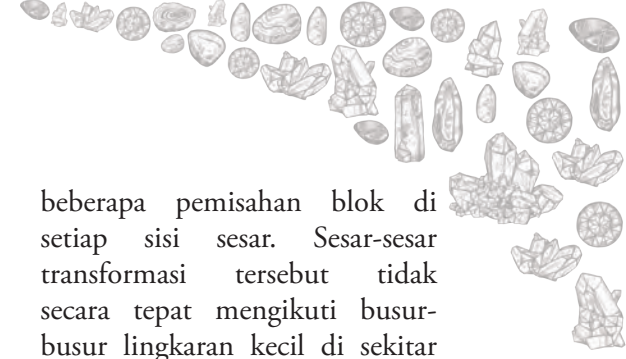 beberapa pemisahan blok di
setiap sisi sesar. Sesar-sesar
transformasi tersebut tidak
secara tepat mengikuti busur-
busur lingkaran kecil di sekitar